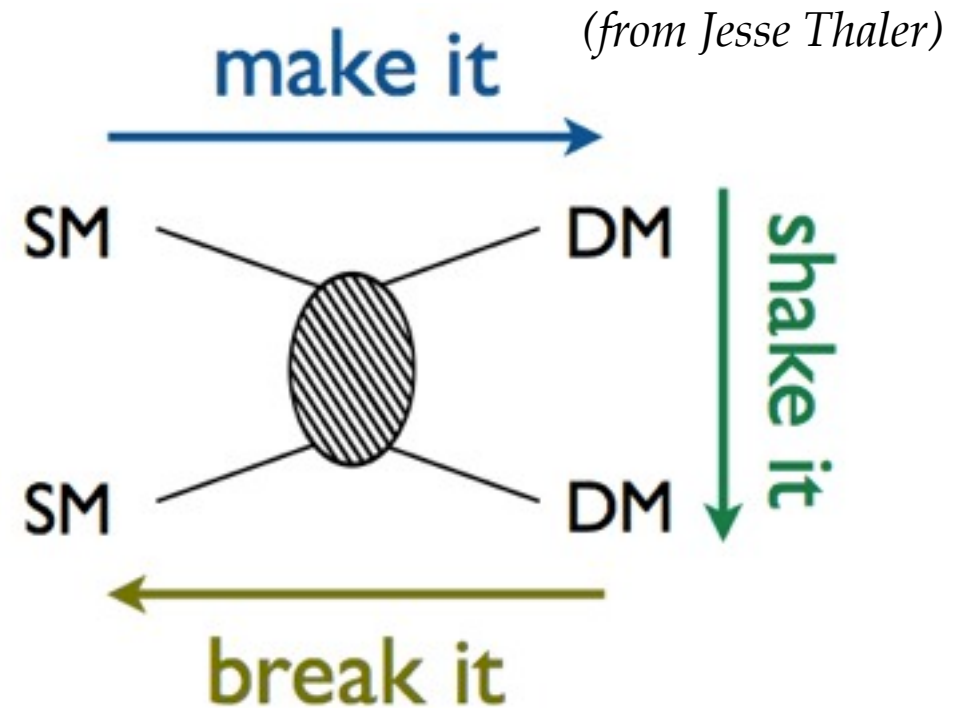 (from Jesse Thaler)
make it
SM
DM
shake it
SM
DM
break it